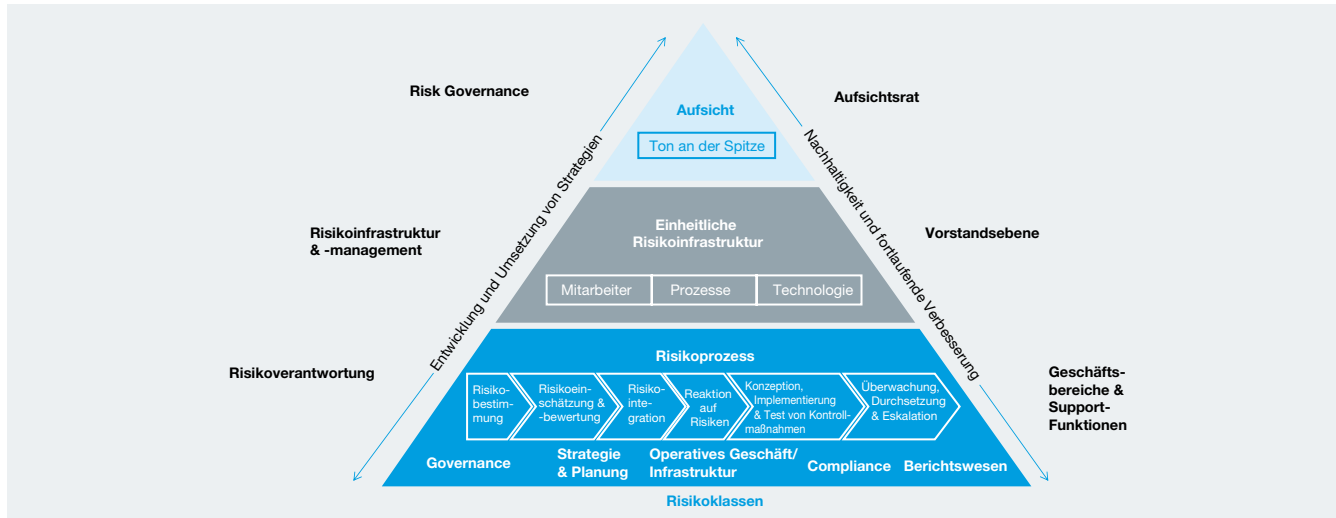 Risk Governance
Aufsichtsrat
Aufsicht
Ton an der Spitze
Entwicklung und Umsetzung von Strategien
Nachhaltigkeit und fortlaufende Verbesserung
Risikoinfrastruktur
& -management
Einheitliche
Risikoinfrastruktur
Vorstandsebene
Mitarbeiter
Prozesse
Technologie
Risikoverantwortung
Risikoprozess
Geschäfts-
bereiche &
Support-
Funktionen
Risiko-
bestim-
mung
Risikoein-
schätzung &
-bewertung
Risiko-
inte-
gration
Reaktion
auf
Risiken
Konzeption,
Implementierung
& Test von Kontroll-
maßnahmen
Überwachung,
Durchsetzung
& Eskalation
Governance
Strategie
& Planung
Operatives Geschäft/
Infrastruktur
Compliance
Berichtswesen
Risikoklassen